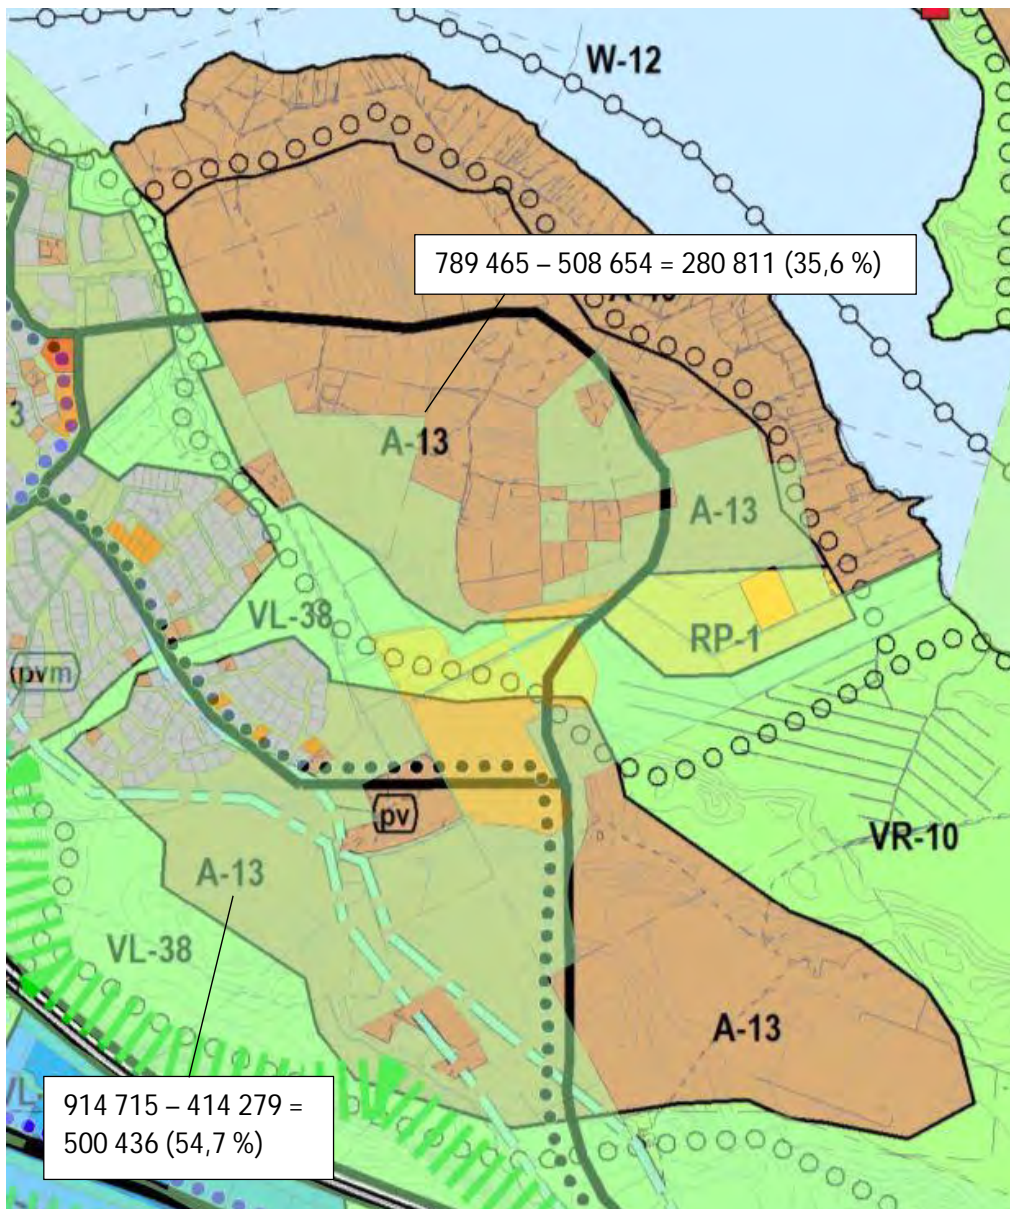 W-12
789 465 – 508 654 = 280 811 (35,6 %)
3
A-13
A-13
VL-38
RP-1
pvm
pv
VR-10
A-13
VL-38
A-13
914 715 – 414 279 =
500 436 (54,7 %)